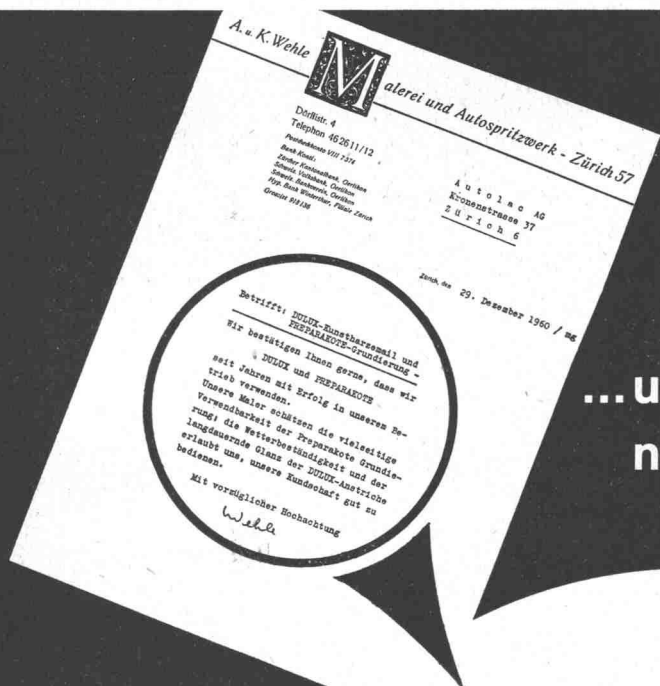 A. u. K. Wehle Malerei und Autospritzwerk - Zürich 57
Dörflistr. 4
Telephon 46 26 11/12
Postcheckkonto VIII 7376
Bank-Konti:
Zürcher Kantonalbank, Oerlikon
Schweiz. Volksbank, Oerlikon
Schweiz. Bankverein, Oerlikon
Hyp. Bank Winterthur, Filiale Zürich
Autolac AG
Kronenstrasse 37
Zürich 6
Zürich, den 29. Dezember 1960 / mg
Betrifft: DULUX-Kunstharzemail und
PREPARAKOTE-Grundierung -
Wir bestätigen Ihnen gerne, dass wir
DULUX und PREPARAKOTE
seit Jahren mit Erfolg in unseren Be-
trieb verwenden.
Unsere Maler schätzen die vielseitige
Verwendbarkeit der Preparakote Grundie-
rung; die Wetterbeständigkeit und der
langdauernde Glanz der DULUX-Anstriche
erlaubt uns, unsere Kundschaft gut zu
bedienen.
Mit vorzüglicher Hochachtung
Wehle
...u
n